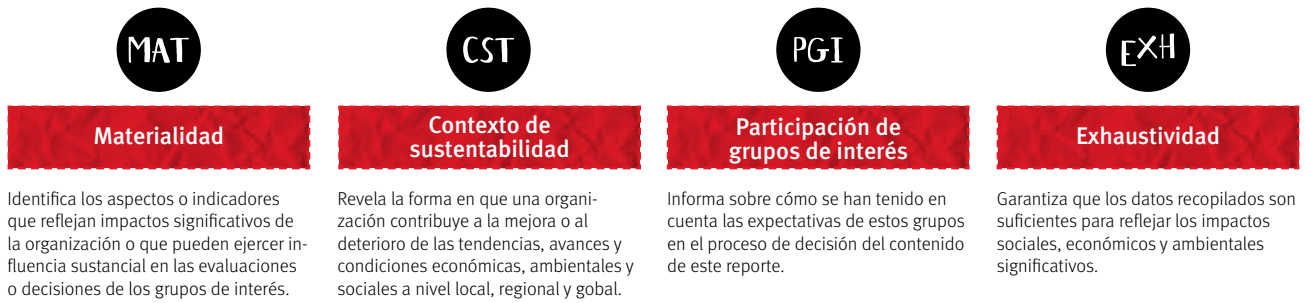 MAT
Materialidad
Identifica los aspectos o indicadores
que reflejan impactos significativos de
la organización o que pueden ejercer in-
fluencia sustancial en las evaluaciones
o decisiones de los grupos de interés.
CST
Contexto de
sustentabilidad
Revela la forma en que una organi-
zación contribuye a la mejora o al
deterioro de las tendencias, avances y
condiciones económicas, ambientales y
sociales a nivel local, regional y gobal.
PGI
Participación de
grupos de interés
Informa sobre cómo se han tenido en
cuenta las expectativas de estos grupos
en el proceso de decisión del contenido
de este reporte.
EXH
Exhaustividad
Garantiza que los datos recopilados son
suficientes para reflejar los impactos
sociales, económicos y ambientales
significativos.